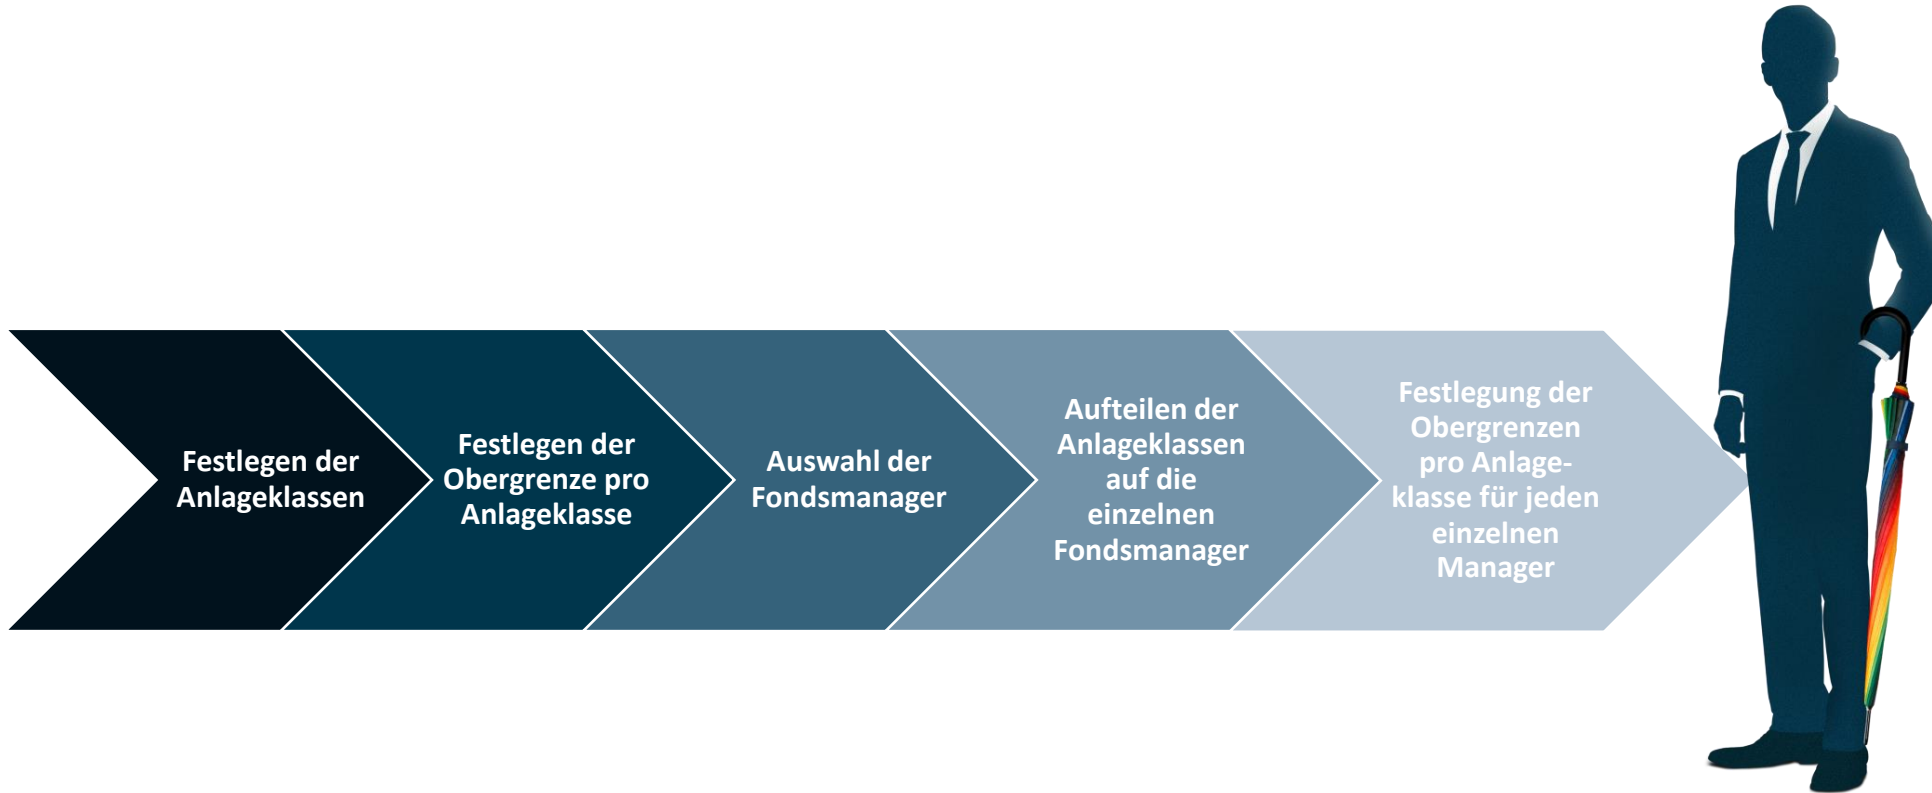 Festlegen der
Anlageklassen
Festlegen der
Obergrenze pro
Anlageklasse
Auswahl der
Fondsmanager
Aufteilen der
Anlageklassen
auf die
einzelnen
Fondsmanager
Festlegung der
Obergrenzen
pro Anlage-
klasse für jeden
einzelnen
Manager